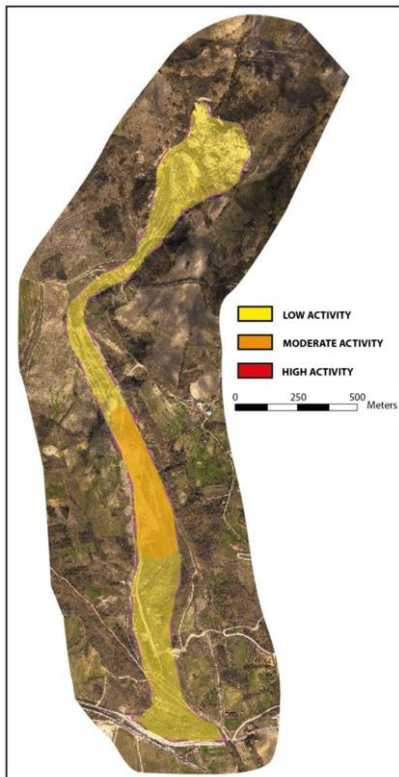 LOW ACTIVITY
MODERATE ACTIVITY
HIGH ACTIVITY
0 250 500
Meters